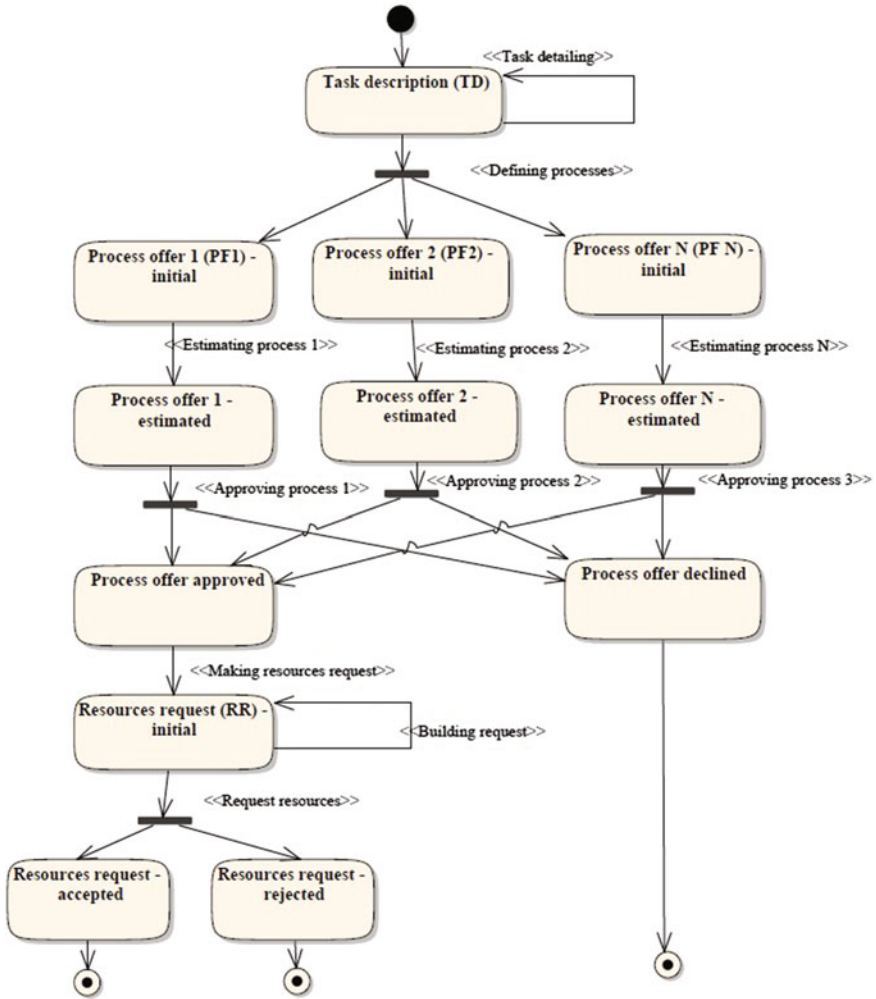 <<Task detailing>>
Task description (TD)
<<Defining processes>>
Process offer 1 (PF1) -
initial
Process offer 2 (PF2) -
initial
Process offer N (PF N) -
initial
<<Estimating process 1>>
<<Estimating process 2>>
<<Estimating process N>>
Process offer 1 -
estimated
Process offer 2 -
estimated
Process offer N -
estimated
<<Approving process 1>>
<<Approving process 2>>
<<Approving process 3>>
Process offer approved
Process offer declined
<<Making resources request>>
Resources request (RR) -
initial
<<Building request>>
<<Request resources>>
Resources request -
accepted
Resources request -
rejected